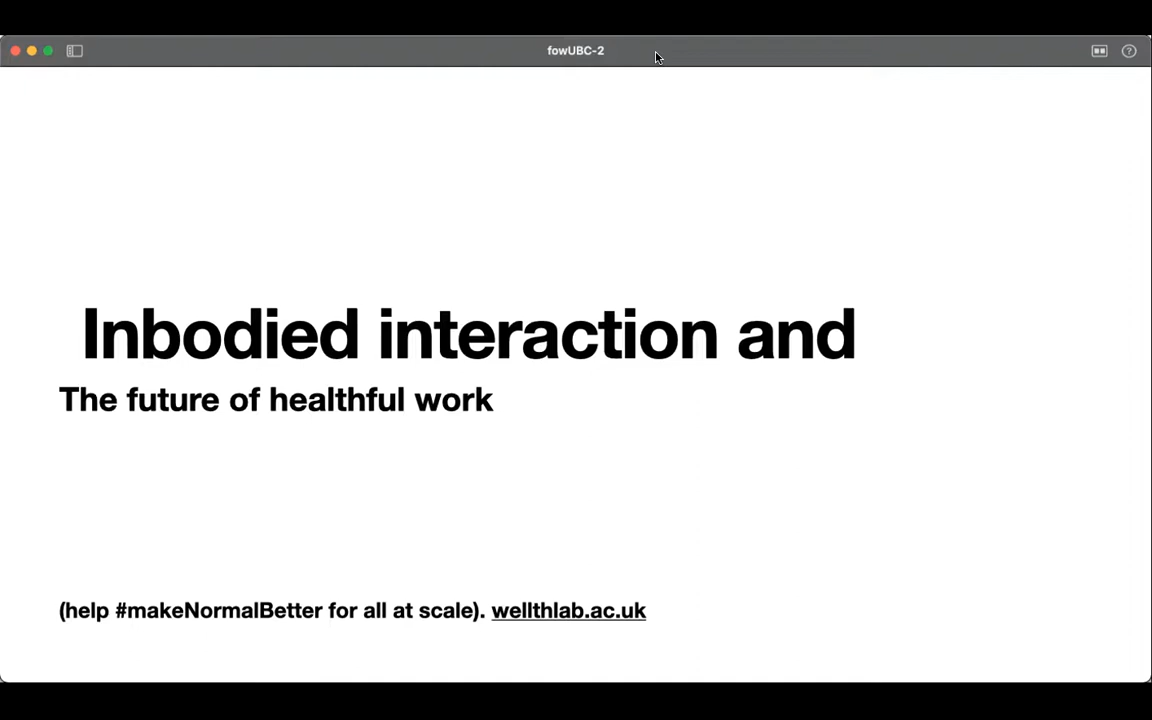 fowUBC-2
Inbodied interaction and
The future of healthful work
(help #makeNormalBetter for all at scale). wellthlab.ac.uk